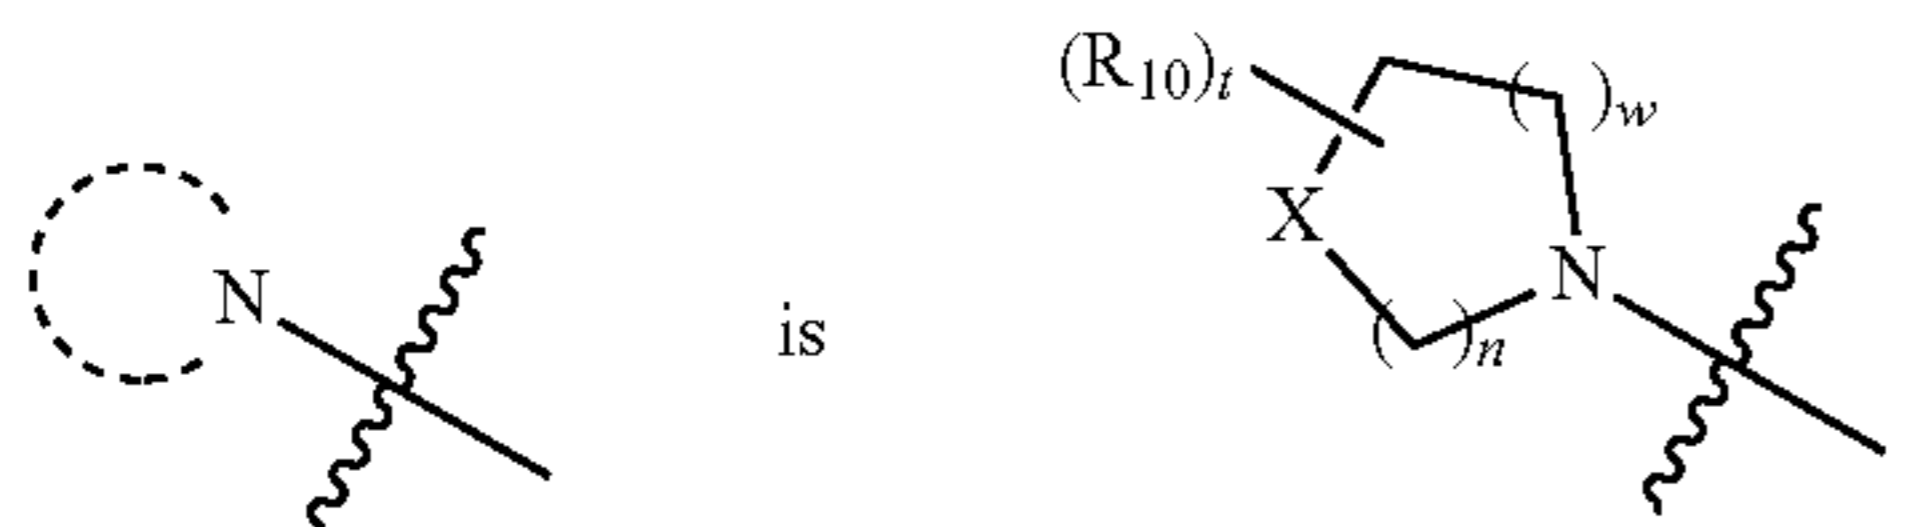 (R₁₀)ₜ
( )w
X
N
N
is
( )n